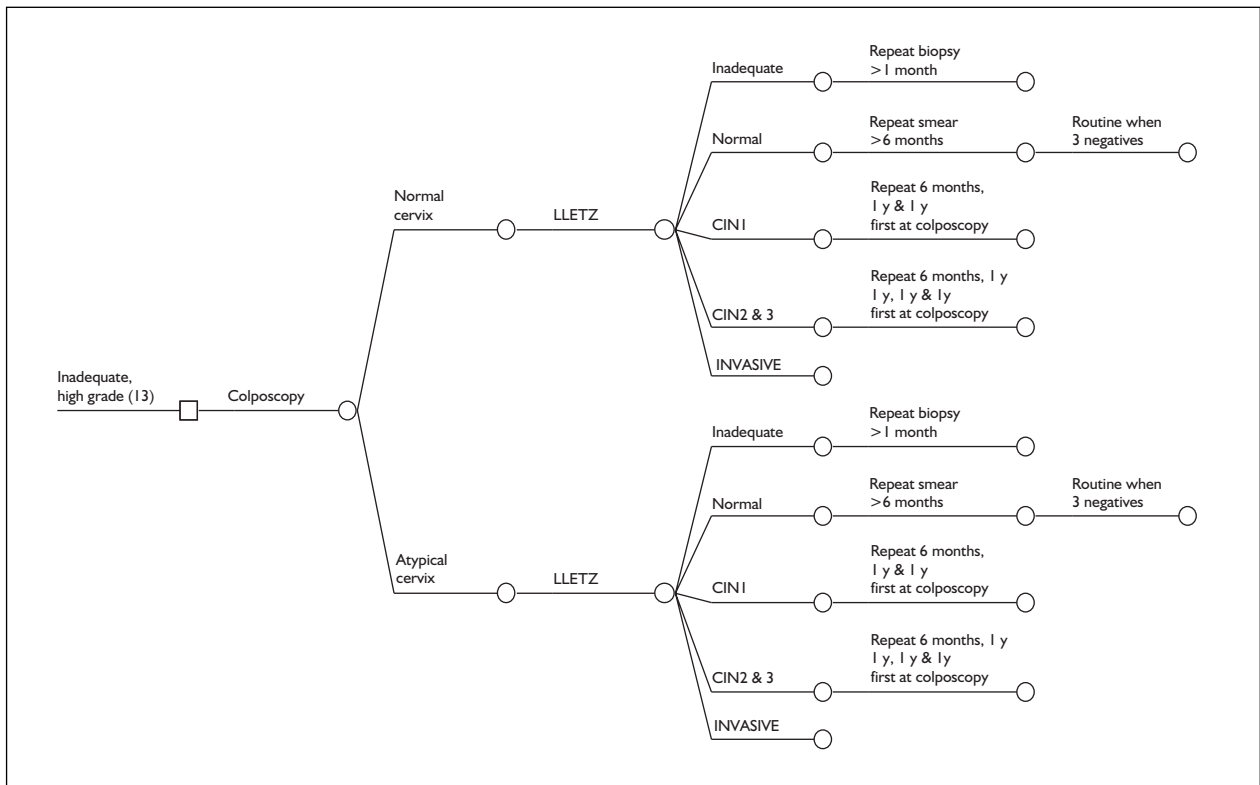 Inadequate,
high grade (13)
Colposcopy
Normal
cervix
LLETZ
Inadequate
Repeat biopsy
>1 month
Normal
Repeat smear
>6 months
Routine when
3 negatives
CIN1
Repeat 6 months,
1 y & 1 y
first at colposcopy
CIN2 & 3
Repeat 6 months, 1 y
1 y, 1 y & 1y
first at colposcopy
INVASIVE
Atypical
cervix
LLETZ
Inadequate
Repeat biopsy
>1 month
Normal
Repeat smear
>6 months
Routine when
3 negatives
CIN1
Repeat 6 months,
1 y & 1 y
first at colposcopy
CIN2 & 3
Repeat 6 months, 1 y
1 y, 1 y & 1y
first at colposcopy
INVASIVE